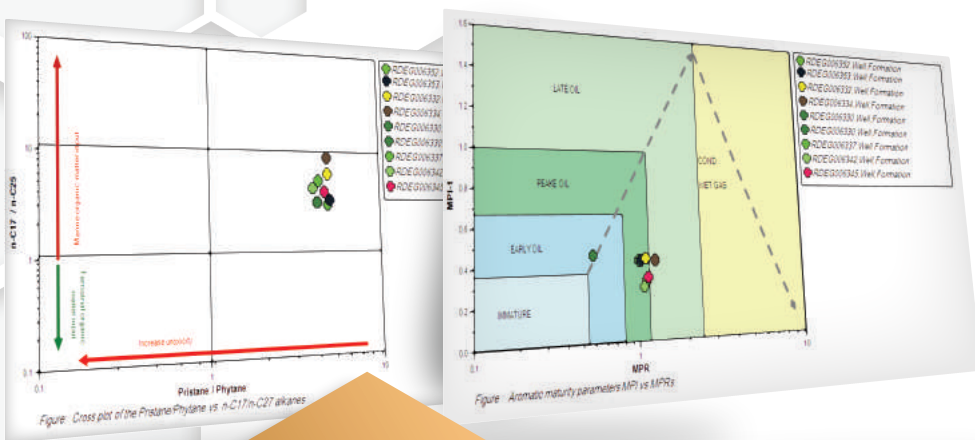 100
10
1
0.1
n-C17 / n-C25
Marine organic material input
Terrestrial organic
matter input
Increase anoxicity
0.1
1
10
Pristane / Phytane
RDEG006352
RDEG006353
RDEG006332
RDEG006334
RDEG006330
RDEG006330
RDEG006337
RDEG006342
RDEG006345
Figure: Cross plot of the Pristane/Phytane vs n-C17/n-C27 alkanes
1.6
1.4
1.2
1.0
0.8
0.6
0.4
0.2
0.0
MPI-1
LATE OIL
PEAKE OIL
EARLY OIL
IMMATURE
COND
WET GAS
0.1
1
10
MPR
RDEG006352 Well Formation
RDEG006353 Well Formation
RDEG006332 Well Formation
RDEG006334 Well Formation
RDEG006330 Well Formation
RDEG006330 Well Formation
RDEG006337 Well Formation
RDEG006342 Well Formation
RDEG006345 Well Formation
Figure Aromatic maturity parameters MPI vs MPRs